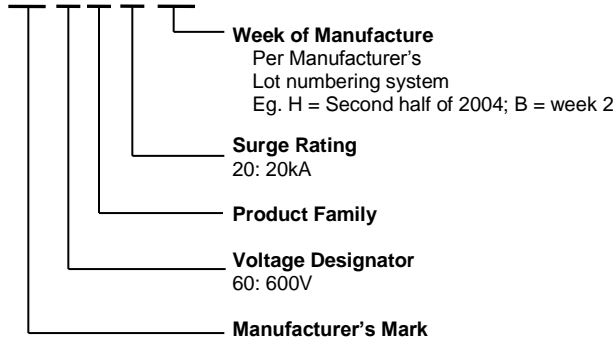 Week of Manufacture
Per Manufacturer's
Lot numbering system
Eg. H = Second half of 2004; B = week 2
Surge Rating
20: 20kA
Product Family
Voltage Designator
60: 600V
Manufacturer's Mark